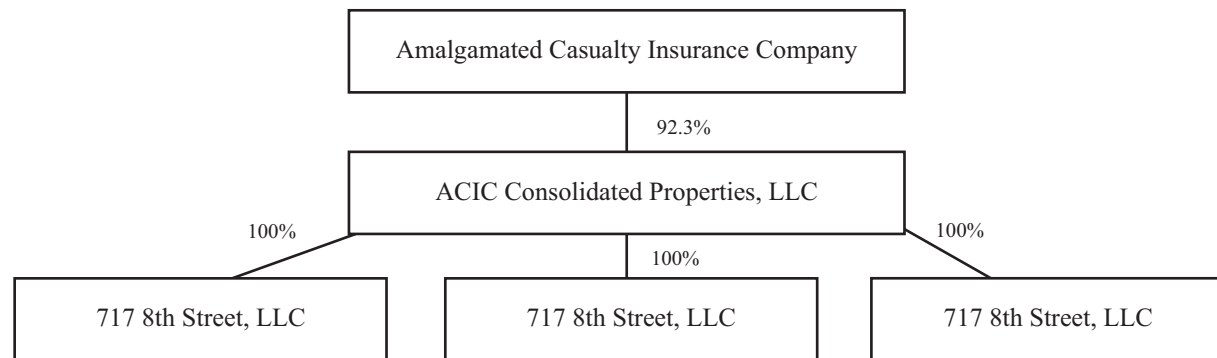 Amalgamated Casualty Insurance Company
92.3%
ACIC Consolidated Properties, LLC
100%
100%
100%
717 8th Street, LLC
717 8th Street, LLC
717 8th Street, LLC